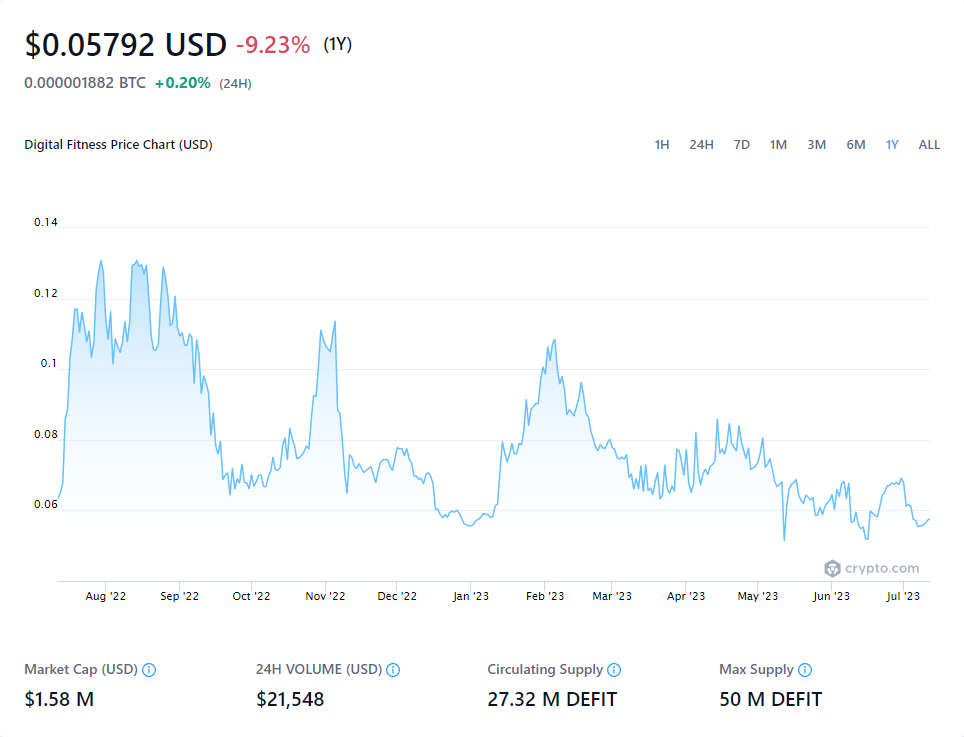 $0.05792 USD -9.23% (1Y)
0.000001882 BTC +0.20% (24H)
Digital Fitness Price Chart (USD)
1H 24H 7D 1M 3M 6M 1Y ALL
0.14
0.12
0.1
0.08
0.06
crypto.com
Aug '22 Sep '22 Oct '22 Nov '22 Dec '22 Jan '23 Feb '23 Mar '23 Apr '23 May '23 Jun '23 Jul '23
Market Cap (USD) 24H VOLUME (USD) Circulating Supply Max Supply
$1.58 M $21,548 27.32 M DEFIT 50 M DEFIT